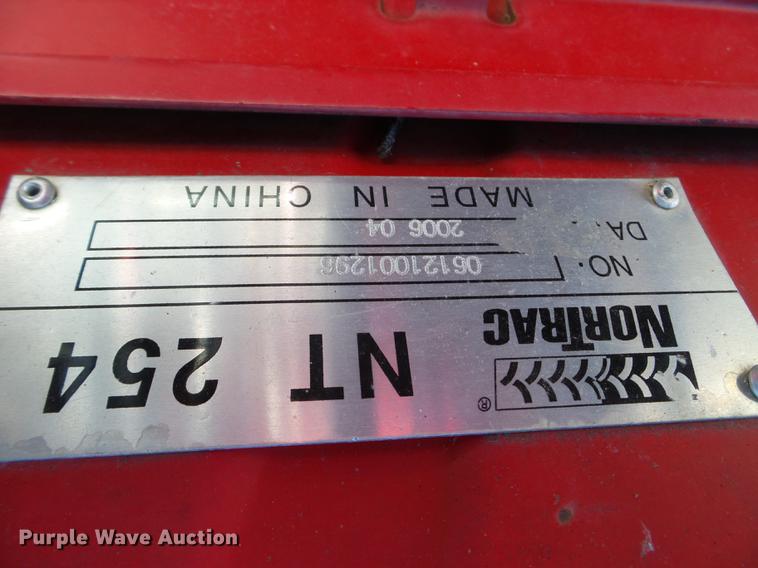 NORTRAC ®
NT 254
NO. 06121001296
DA. 2006 04
MADE IN CHINA
Purple Wave Auction